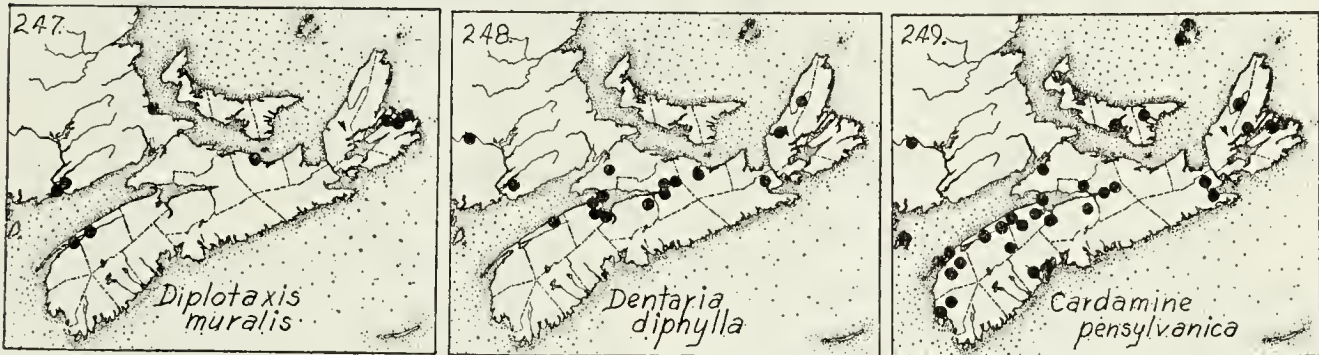 247.
Diplotaxis
muralis
248.
Dentaria
diphylla
249.
Cardamine
pensylvanica